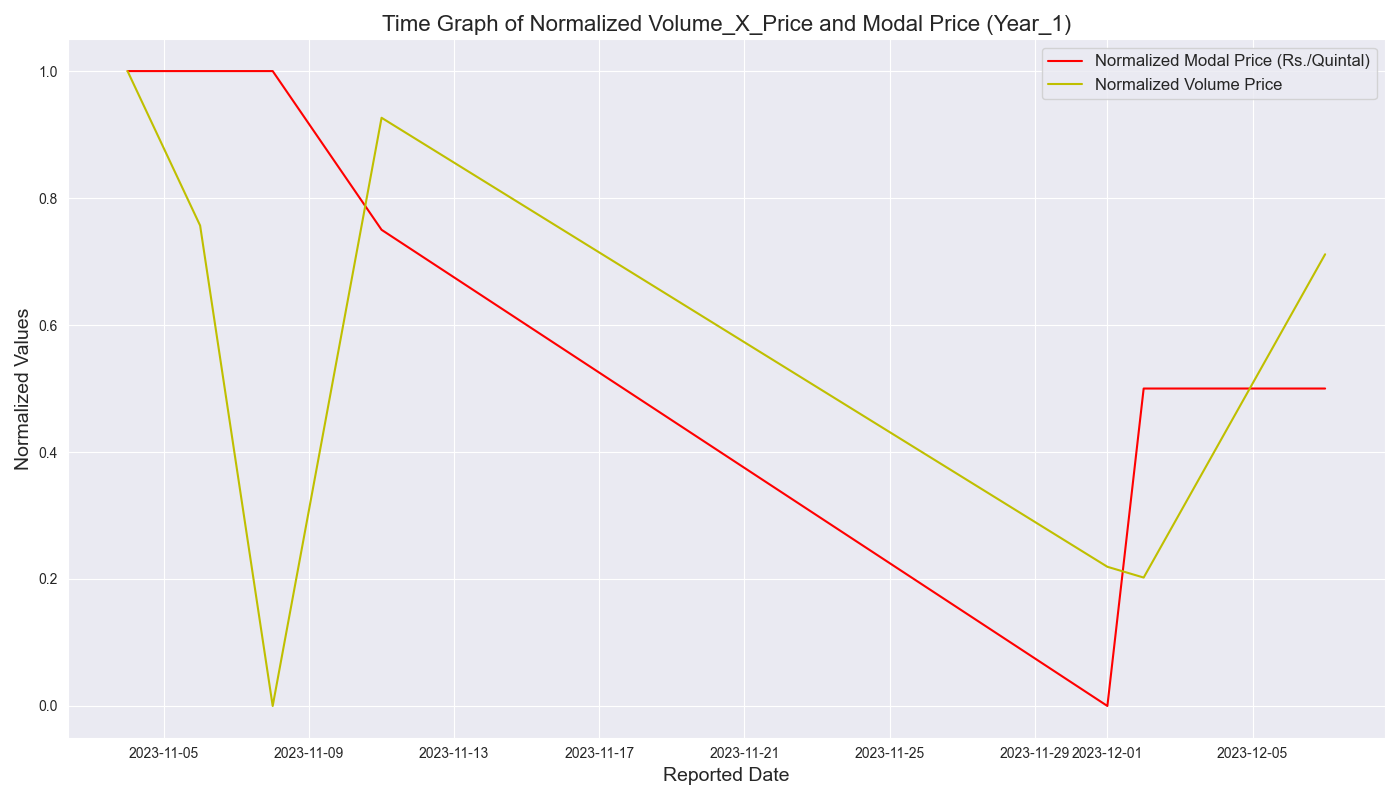 Time Graph of Normalized Volume_X_Price and Modal Price (Year_1)
Normalized Modal Price (Rs./Quintal)
Normalized Volume Price
Normalized Values
1.0
0.8
0.6
0.4
0.2
0.0
2023-11-05 2023-11-09 2023-11-13 2023-11-17 2023-11-21 2023-11-25 2023-11-29 2023-12-01 2023-12-05
Reported Date